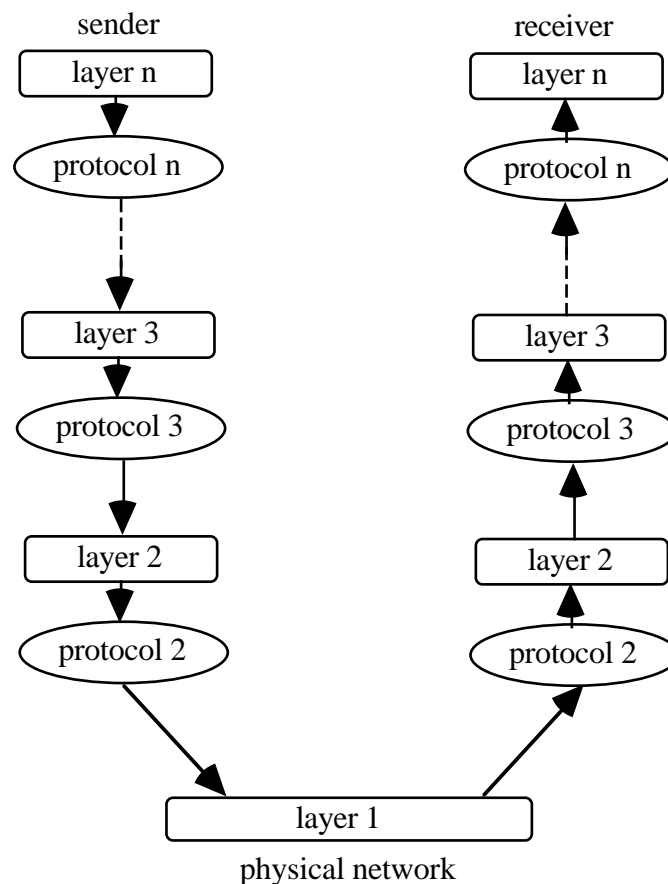 sender
layer n
protocol n
layer 3
protocol 3
layer 2
protocol 2
receiver
layer n
protocol n
layer 3
protocol 3
layer 2
protocol 2
layer 1
physical network